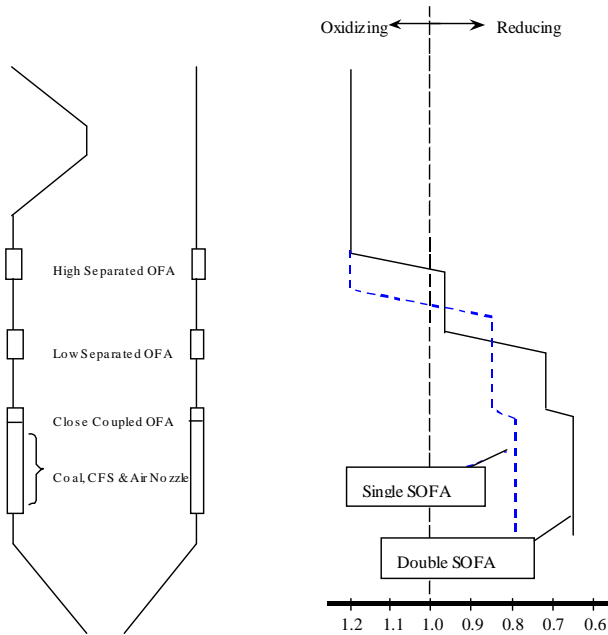 Oxidizing
Reducing
High Separated OFA
Low Separated OFA
Close Coupled OFA
Coal, CFS & Air Nozzle
Single SOFA
Double SOFA
1.2 1.1 1.0 0.9 0.8 0.7 0.6